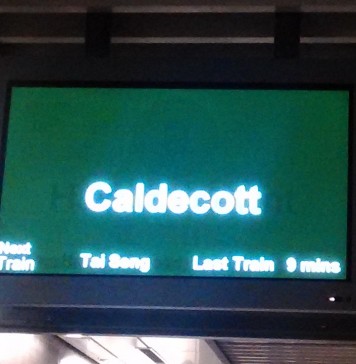 Caldecott
Next
Train Tai Seng Last Train 9 mins